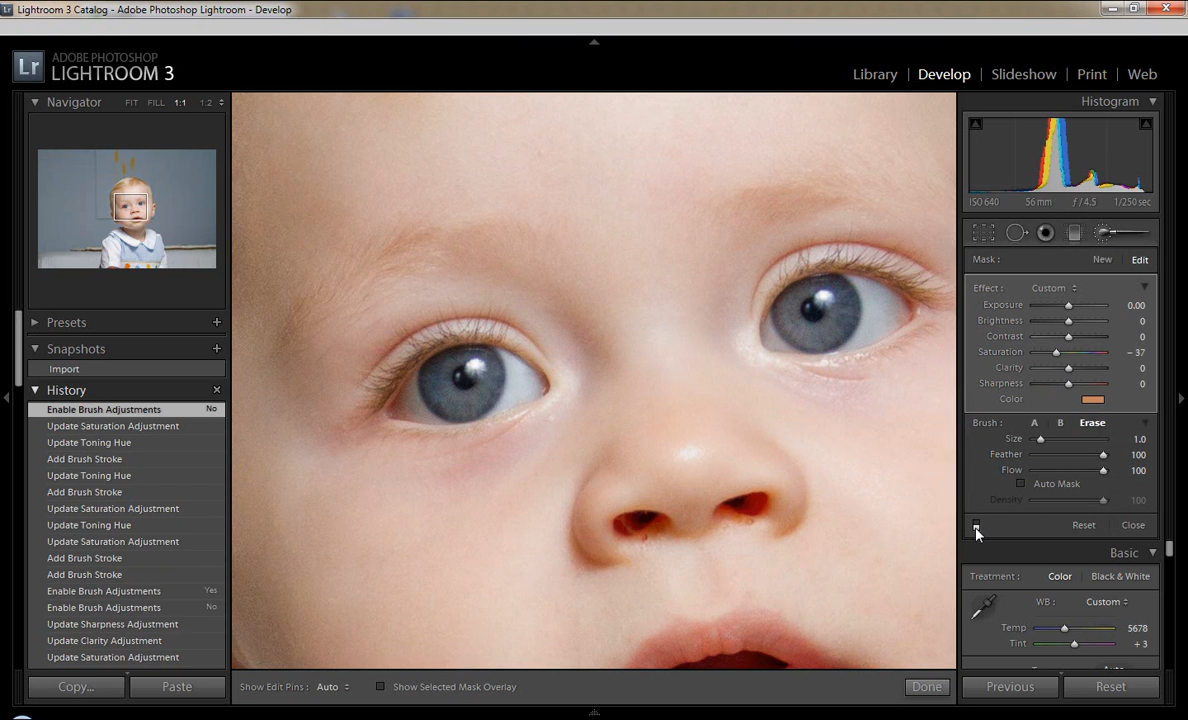 Lightroom 3 Catalog - Adobe Photoshop Lightroom - Develop
Lr
ADOBE PHOTOSHOP
LIGHTROOM 3
Library | Develop | Slideshow | Print | Web
Navigator FIT FILL 1:1 1:2
Presets
Snapshots
Import
History
Enable Brush Adjustments No
Update Saturation Adjustment
Update Toning Hue
Add Brush Stroke
Update Toning Hue
Add Brush Stroke
Update Saturation Adjustment
Update Toning Hue
Update Saturation Adjustment
Add Brush Stroke
Add Brush Stroke
Enable Brush Adjustments Yes
Enable Brush Adjustments No
Update Sharpness Adjustment
Update Clarity Adjustment
Update Saturation Adjustment
Copy... Paste
Show Edit Pins : Auto Show Selected Mask Overlay Done
Histogram
ISO 640 56 mm ƒ / 4.5 1/250 sec
Mask : New Edit
Effect : Custom
Exposure 0.00
Brightness 0
Contrast 0
Saturation – 37
Clarity 0
Sharpness 0
Color
Brush : A B Erase
Size 1.0
Feather 100
Flow 100
Auto Mask
Density 100
Reset Close
Basic
Treatment : Color Black & White
WB : Custom
Temp 5678
Tint + 3
Previous Reset